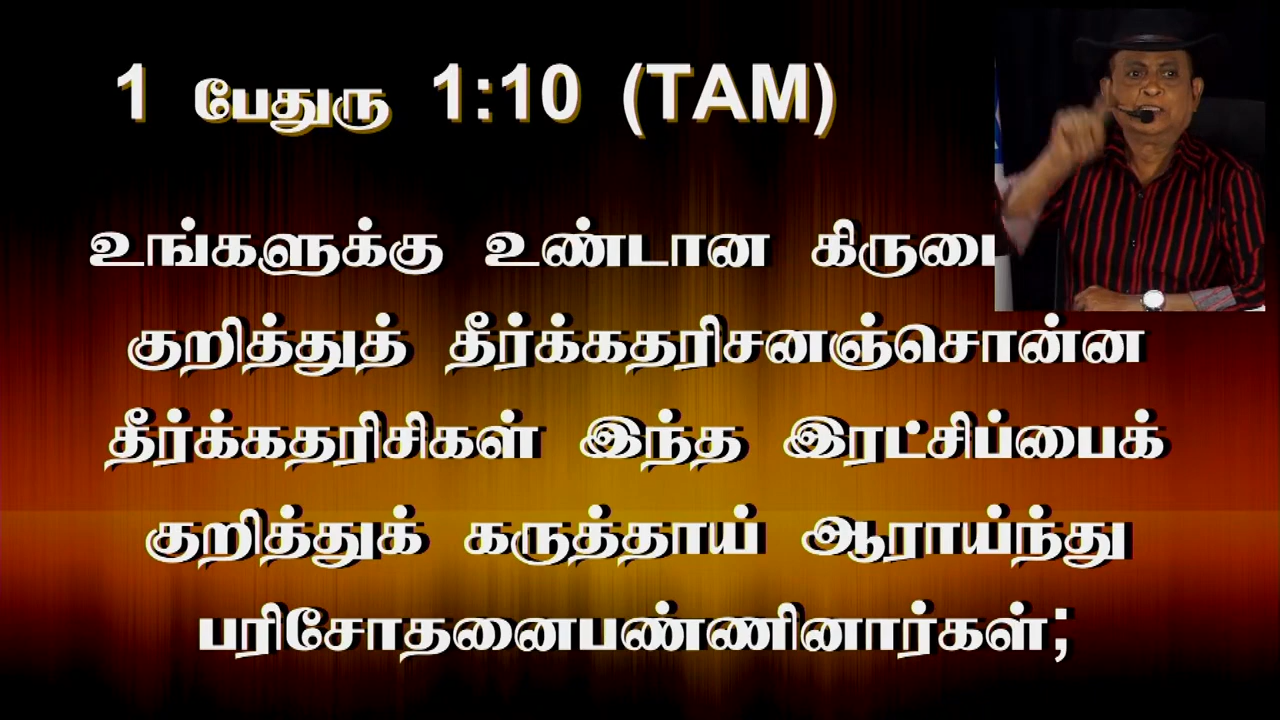 1 பேதுரு 1:10 (TAM)
உங்களுக்கு உண்டான
குறித்துத் தீர்க்கதரிசனஞ்சொன்ன
தீர்க்கதரிசிகள் இந்த இரட்சிப்பைக்
குறித்துக் கருத்தாய் ஆராய்ந்து
பரிசோதனைபண்ணினார்கள்;